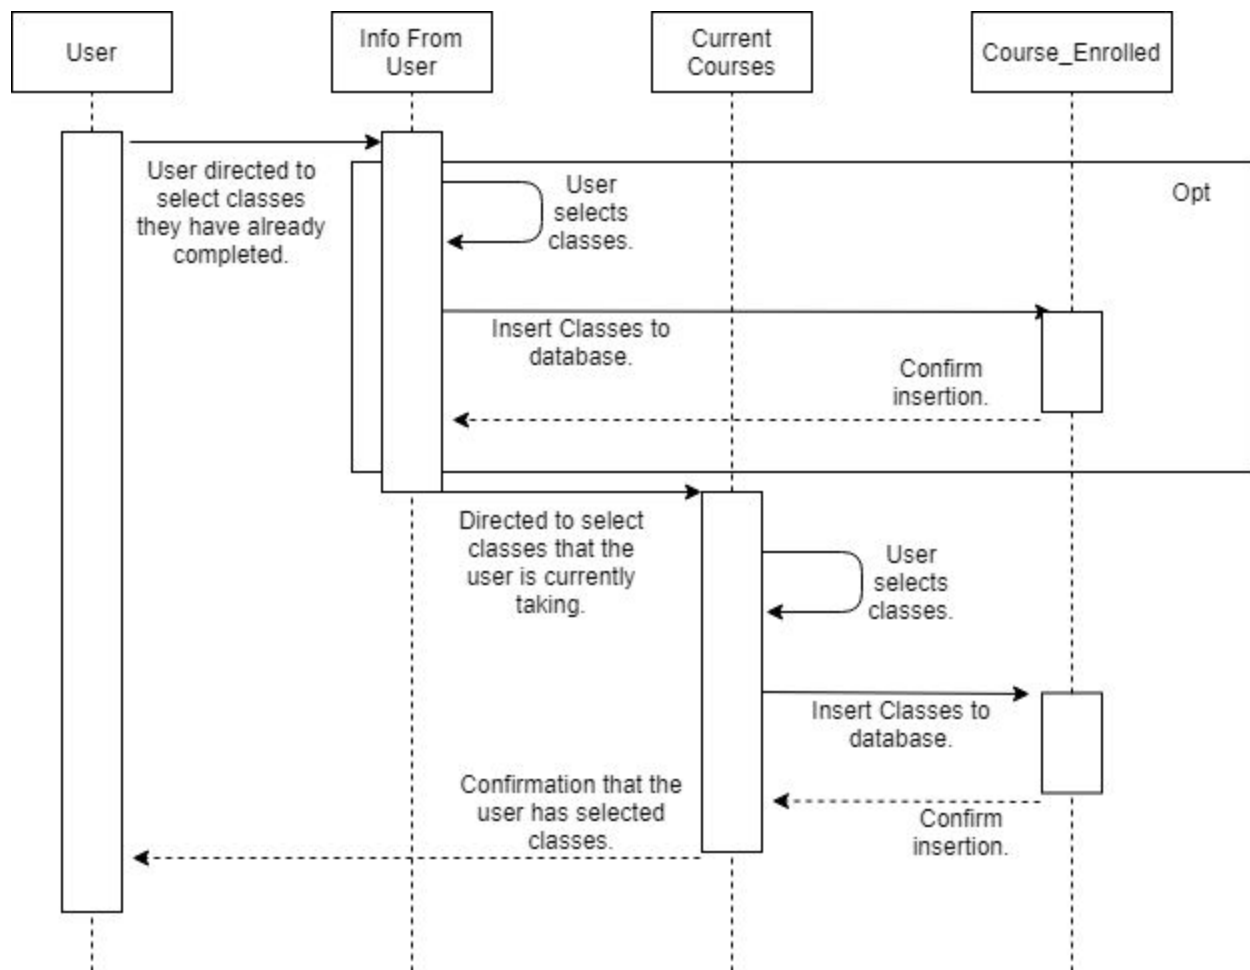 User
Info From
User
Current
Courses
Course_Enrolled
User directed to
select classes
they have already
completed.
User
selects
classes.
Opt
Insert Classes to
database.
Confirm
insertion.
Directed to select
classes that the
user is currently
taking.
User
selects
classes.
Insert Classes to
database.
Confirmation that the
user has selected
classes.
Confirm
insertion.